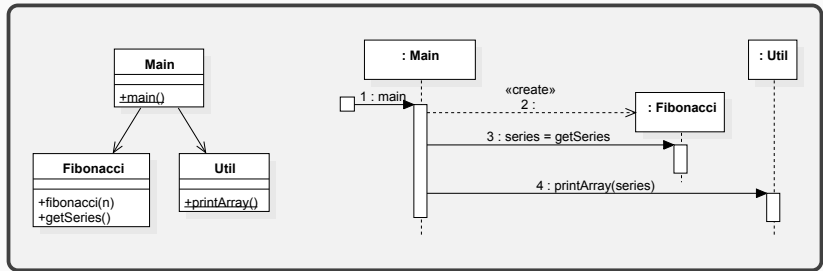 Main
+main()
Fibonacci
+fibonacci(n)
+getSeries()
Util
+printArray()
: Main
: Util
1 : main
«create»
2 :
: Fibonacci
3 : series = getSeries
4 : printArray(series)